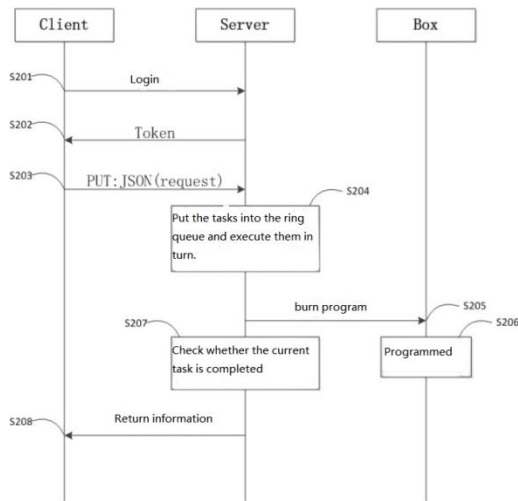 Client
Server
Box
S201
Login
S202
Token
S203
PUT:JSON(request)
S204
Put the tasks into the ring
queue and execute them in
turn.
burn program
S205
S206
S207
Check whether the current
task is completed
Programmed
Return information
S208